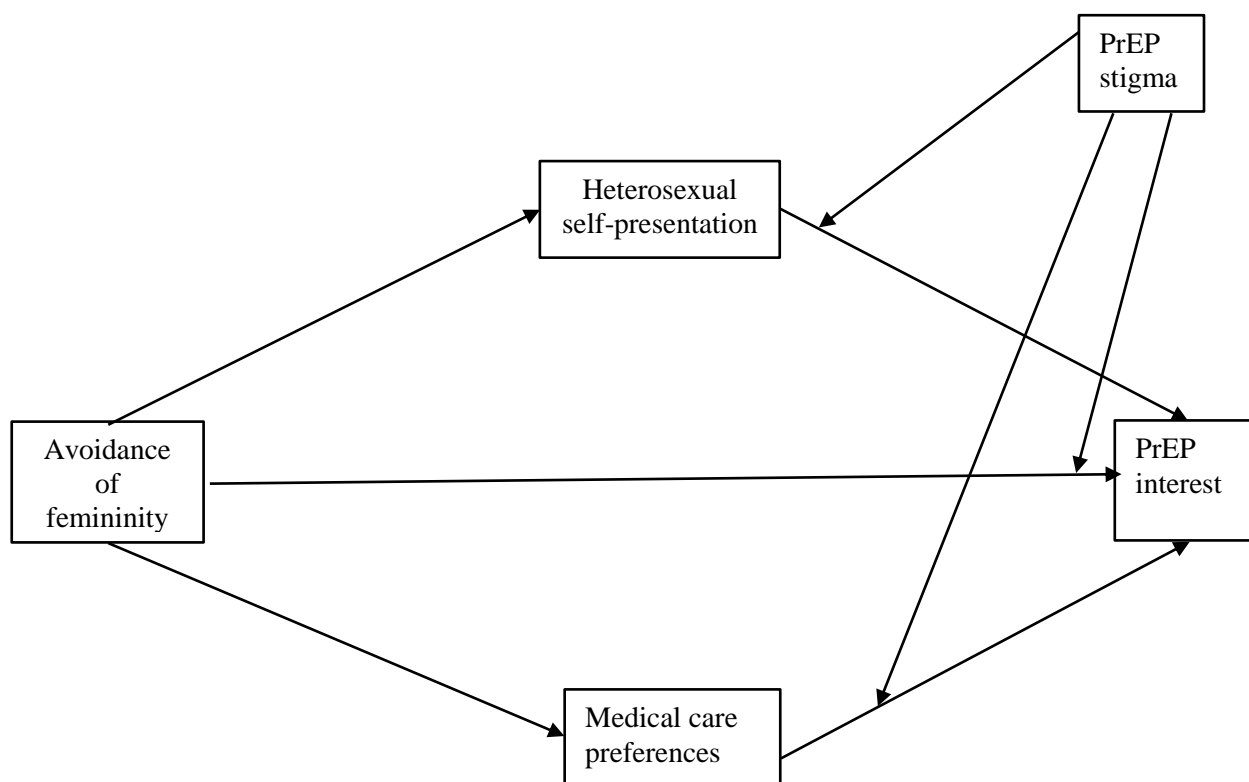 PrEP
stigma
Heterosexual
self-presentation
Avoidance
of
femininity
PrEP
interest
Medical care
preferences